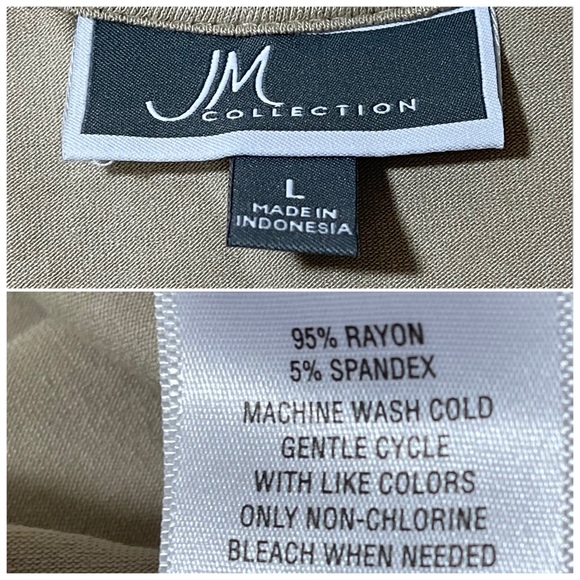 JM
COLLECTION
L
MADE IN
INDONESIA
95% RAYON
5% SPANDEX
MACHINE WASH COLD
GENTLE CYCLE
WITH LIKE COLORS
ONLY NON-CHLORINE
BLEACH WHEN NEEDED